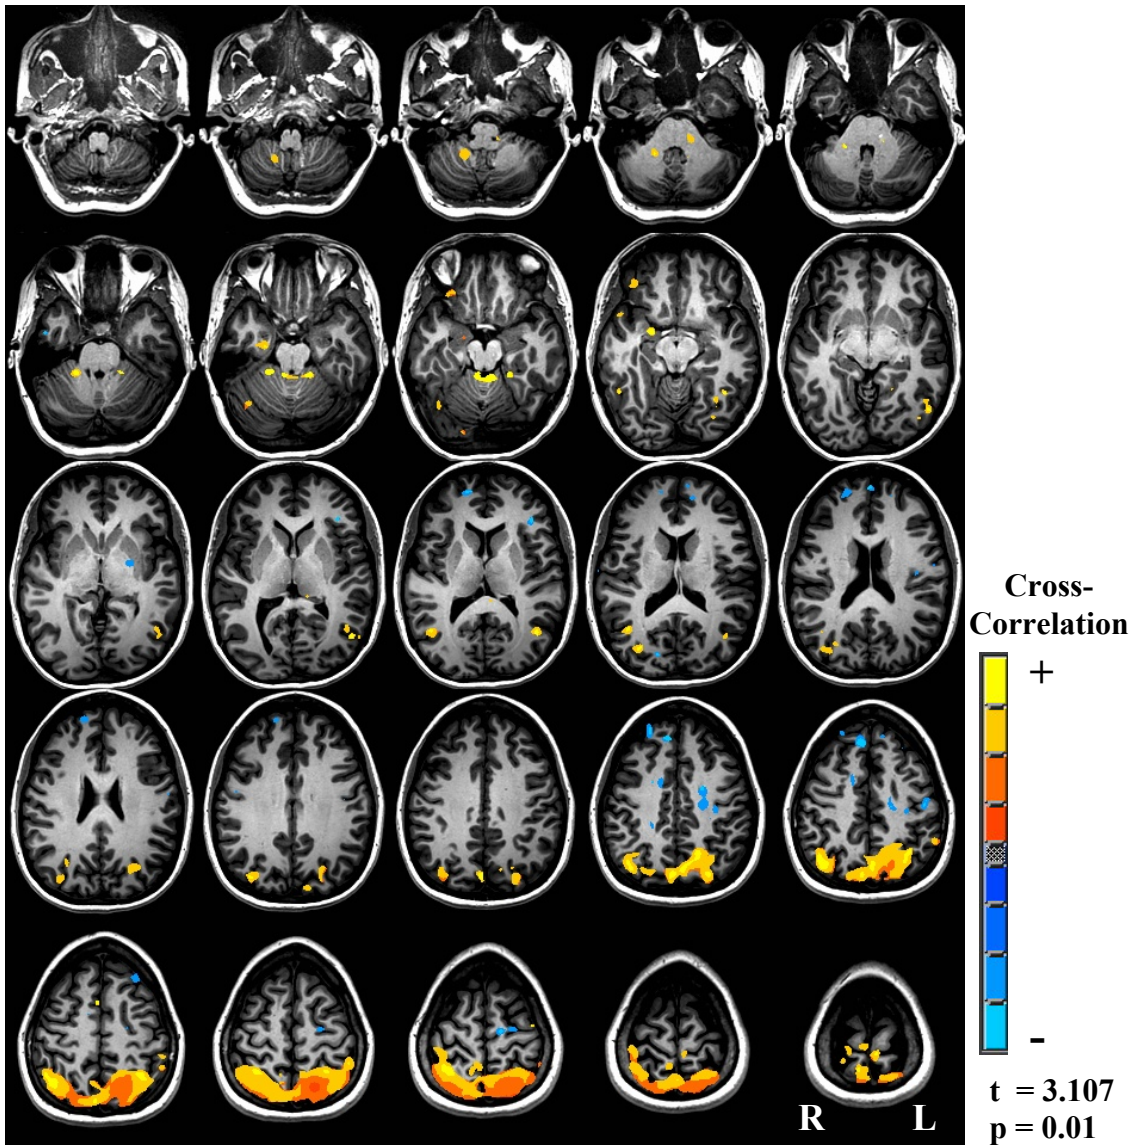 Cross-
Correlation
+
-
t = 3.107
p = 0.01
R L